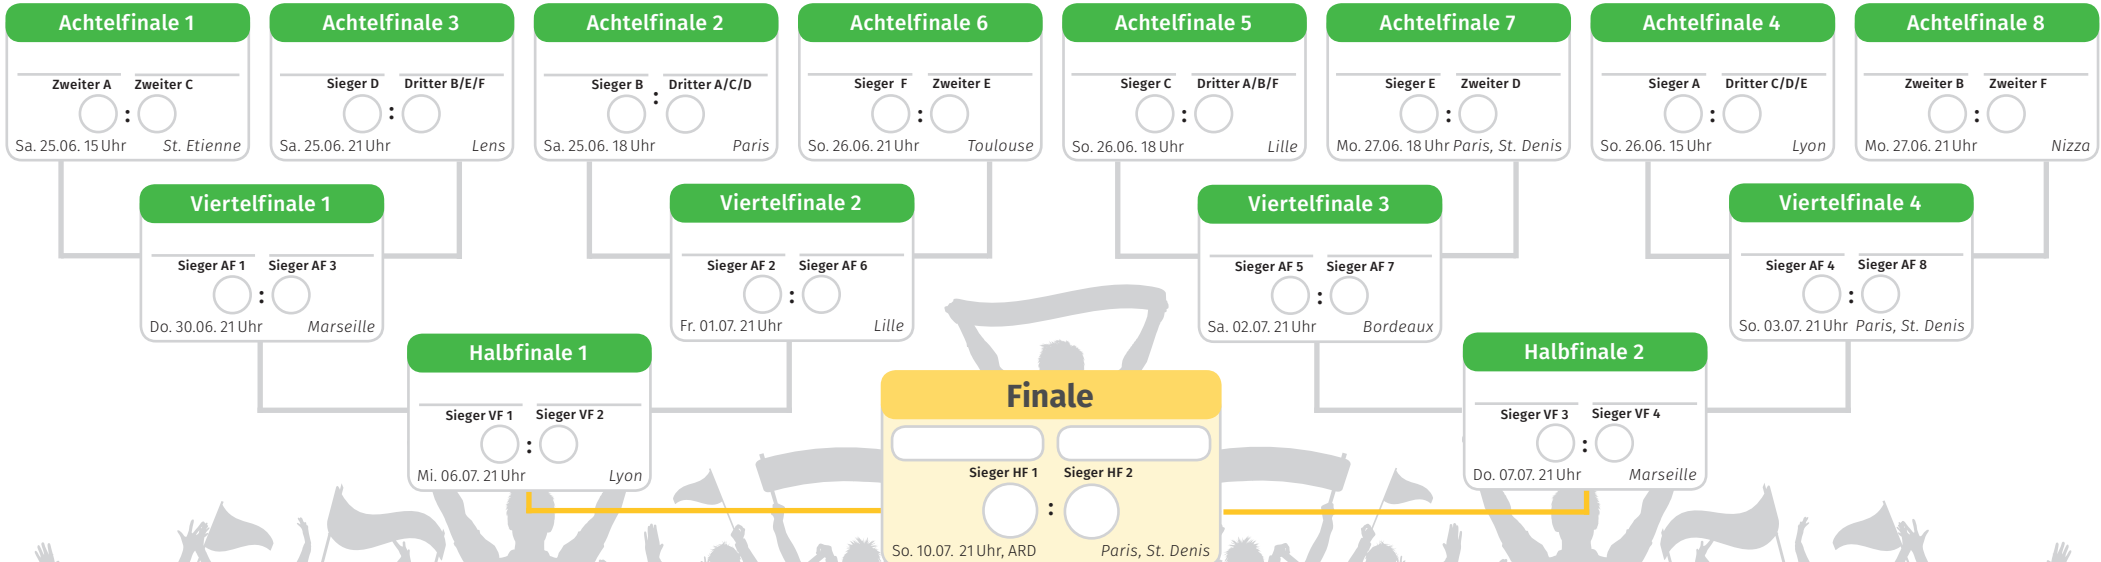 Achtelfinale 1
Zweiter A Zweiter C
:
Sa. 25.06. 15 Uhr St. Etienne
Achtelfinale 3
Sieger D Dritter B/E/F
:
Sa. 25.06. 21 Uhr Lens
Achtelfinale 2
Sieger B : Dritter A/C/D
Sa. 25.06. 18 Uhr Paris
Achtelfinale 6
Sieger F Zweiter E
:
So. 26.06. 21 Uhr Toulouse
Achtelfinale 5
Sieger C Dritter A/B/F
:
So. 26.06. 18 Uhr Lille
Achtelfinale 7
Sieger E Zweiter D
:
Mo. 27.06. 18 Uhr Paris, St. Denis
Achtelfinale 4
Sieger A Dritter C/D/E
:
So. 26.06. 15 Uhr Lyon
Achtelfinale 8
Zweiter B Zweiter F
:
Mo. 27.06. 21 Uhr Nizza
Viertelfinale 1
Sieger AF 1 Sieger AF 3
:
Do. 30.06. 21 Uhr Marseille
Viertelfinale 2
Sieger AF 2 Sieger AF 6
:
Fr. 01.07. 21 Uhr Lille
Viertelfinale 3
Sieger AF 5 Sieger AF 7
:
Sa. 02.07. 21 Uhr Bordeaux
Viertelfinale 4
Sieger AF 4 Sieger AF 8
:
So. 03.07. 21 Uhr Paris, St. Denis
Halbfinale 1
Sieger VF 1 Sieger VF 2
:
Mi. 06.07. 21 Uhr Lyon
Halbfinale 2
Sieger VF 3 Sieger VF 4
:
Do. 07.07. 21 Uhr Marseille
Finale
Sieger HF 1 Sieger HF 2
:
So. 10.07. 21 Uhr, ARD Paris, St. Denis